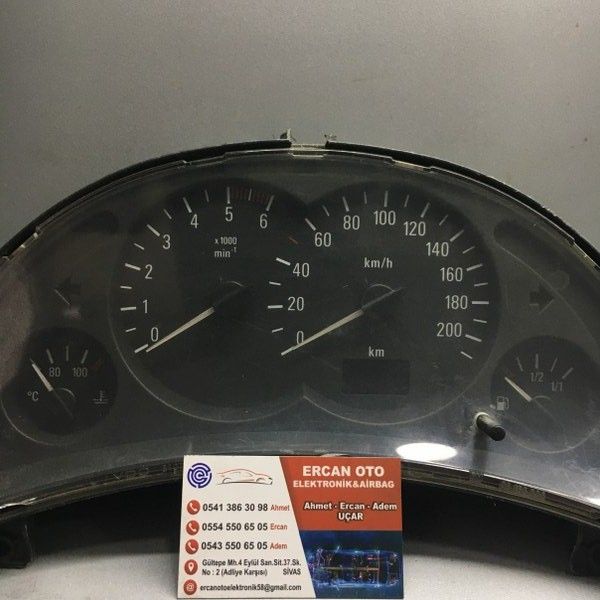 0 1 2 3 4 5 6
x1000
min⁻¹
0 20 40 60 80 100 120 140 160 180 200
km/h
km
80 100
°C
1/2 1/1
ERCAN OTO
ELEKTRONİK&AİRBAG
Ahmet - Ercan - Adem
UÇAR
0541 386 30 98 Ahmet
0554 550 65 05 Ercan
0543 550 65 05 Adem
Gültepe Mh.4 Eylül San.Sit.37.Sk.
No : 2 (Adliye Karşısı) SİVAS
ercanotoelektronik58@gmail.com